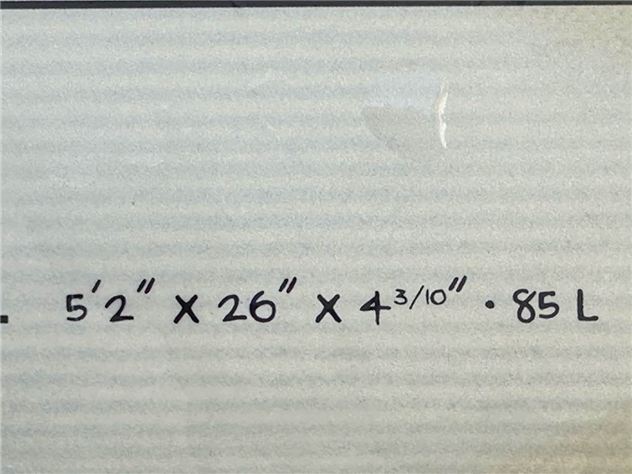 . 5'2" X 26" X 4 3/10" · 85 L